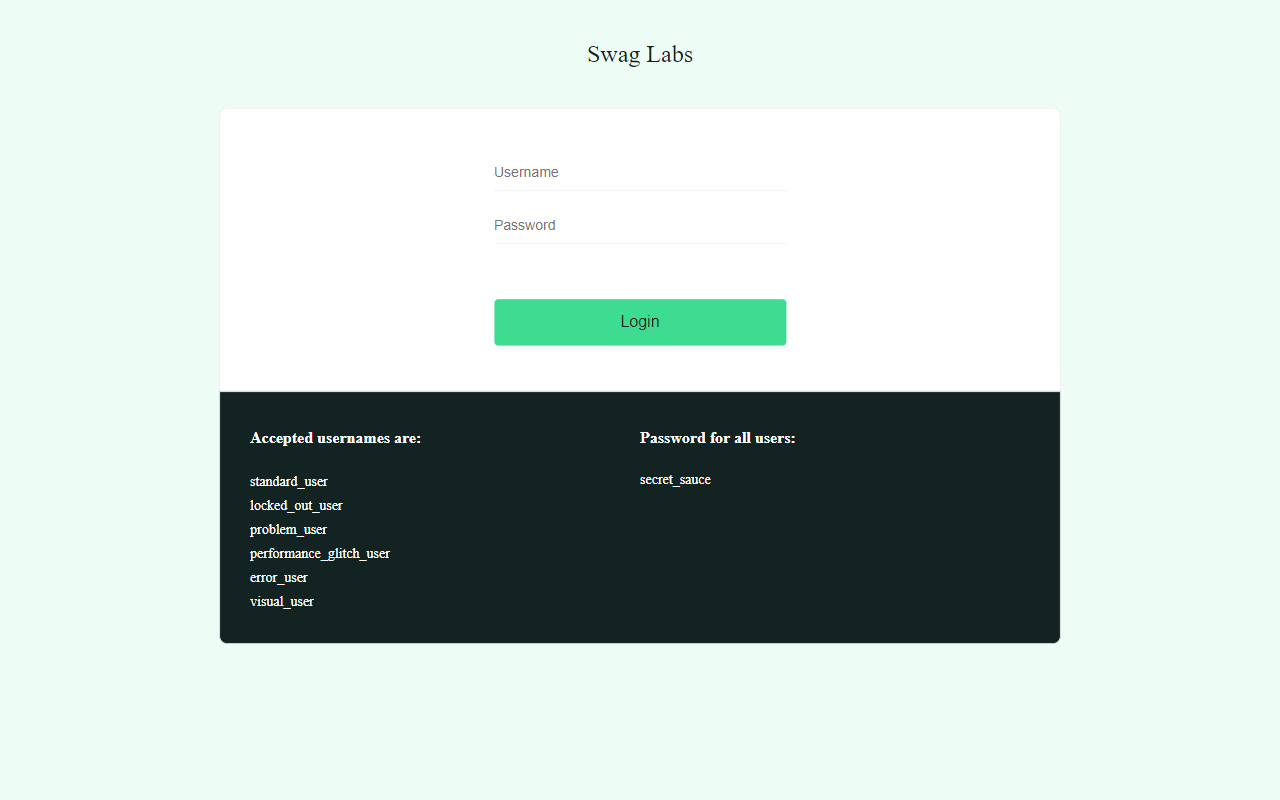 Swag Labs
Username
Password
Login
Accepted usernames are:
standard_user
locked_out_user
problem_user
performance_glitch_user
error_user
visual_user
Password for all users:
secret_sauce